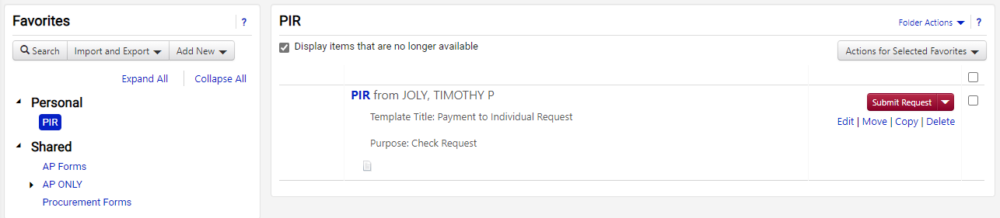 Favorites
?
Search
Import and Export
Add New
Expand All
Collapse All
Personal
PIR
Shared
AP Forms
AP ONLY
Procurement Forms
PIR
Folder Actions
?
Display items that are no longer available
Actions for Selected Favorites
PIR from JOLY, TIMOTHY P
Submit Request
Template Title: Payment to Individual Request
Edit | Move | Copy | Delete
Purpose: Check Request